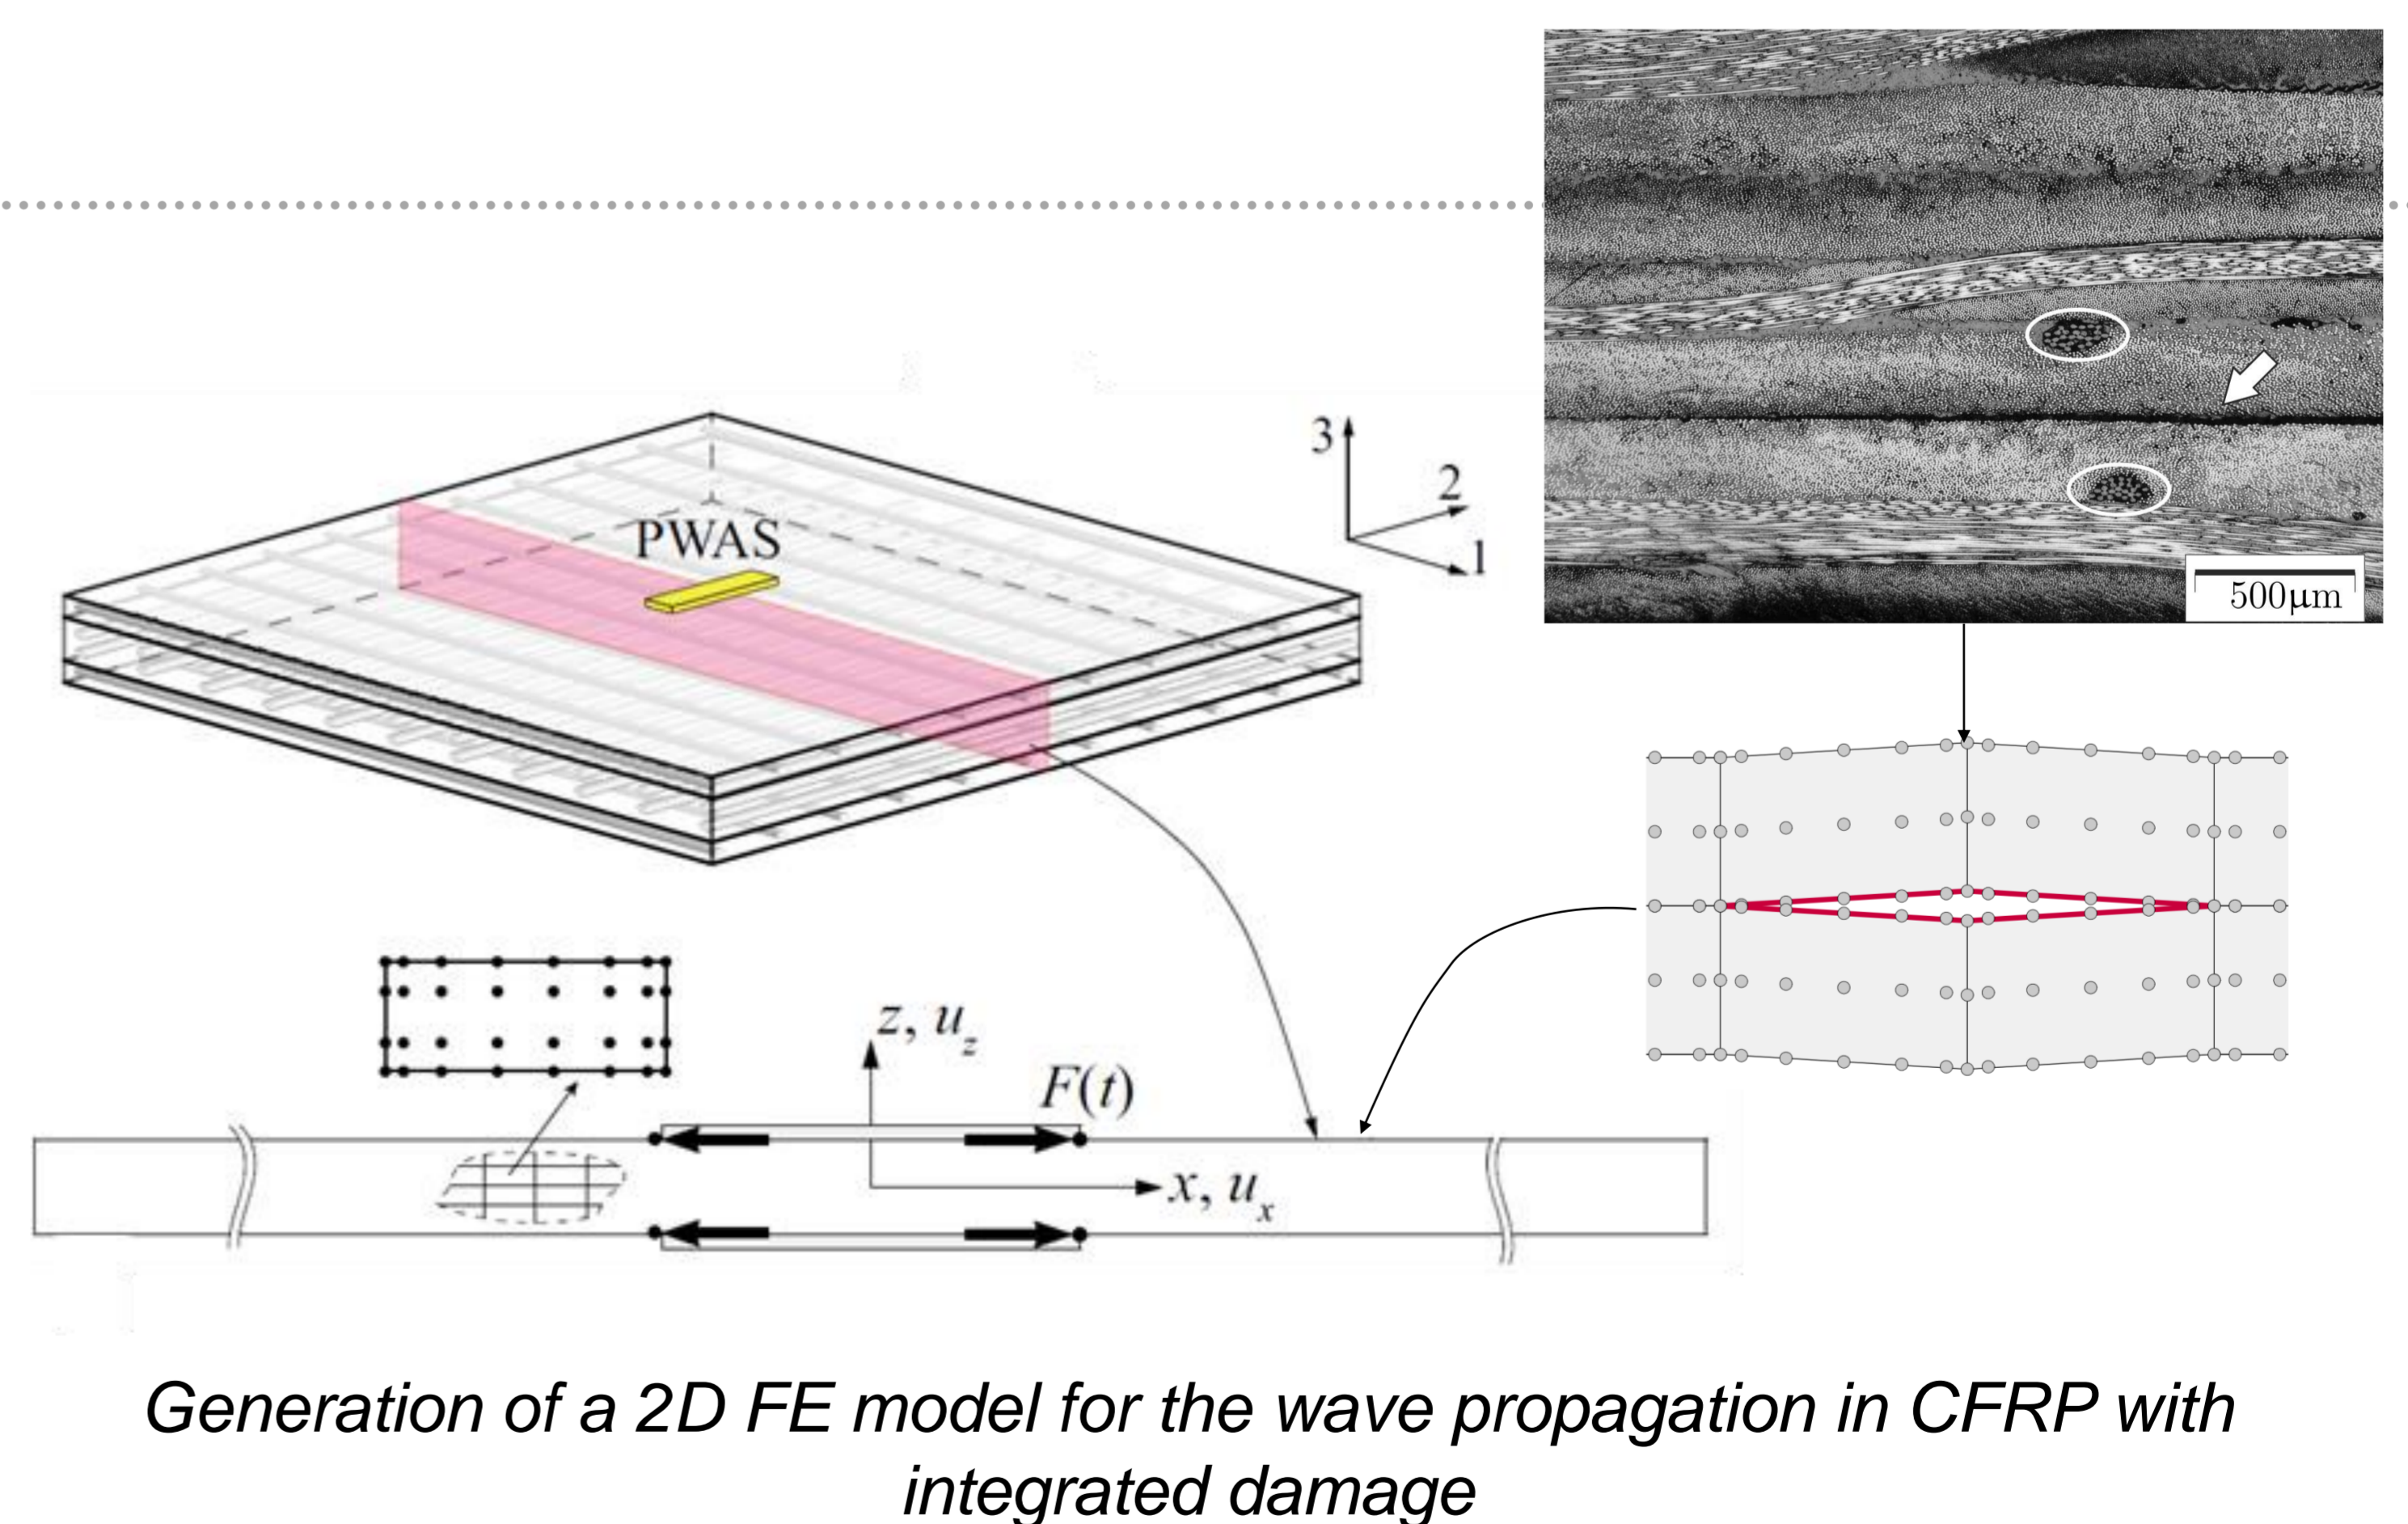 500μm
3
2
1
PWAS
z, u_z
F(t)
x, u_x
Generation of a 2D FE model for the wave propagation in CFRP with
integrated damage